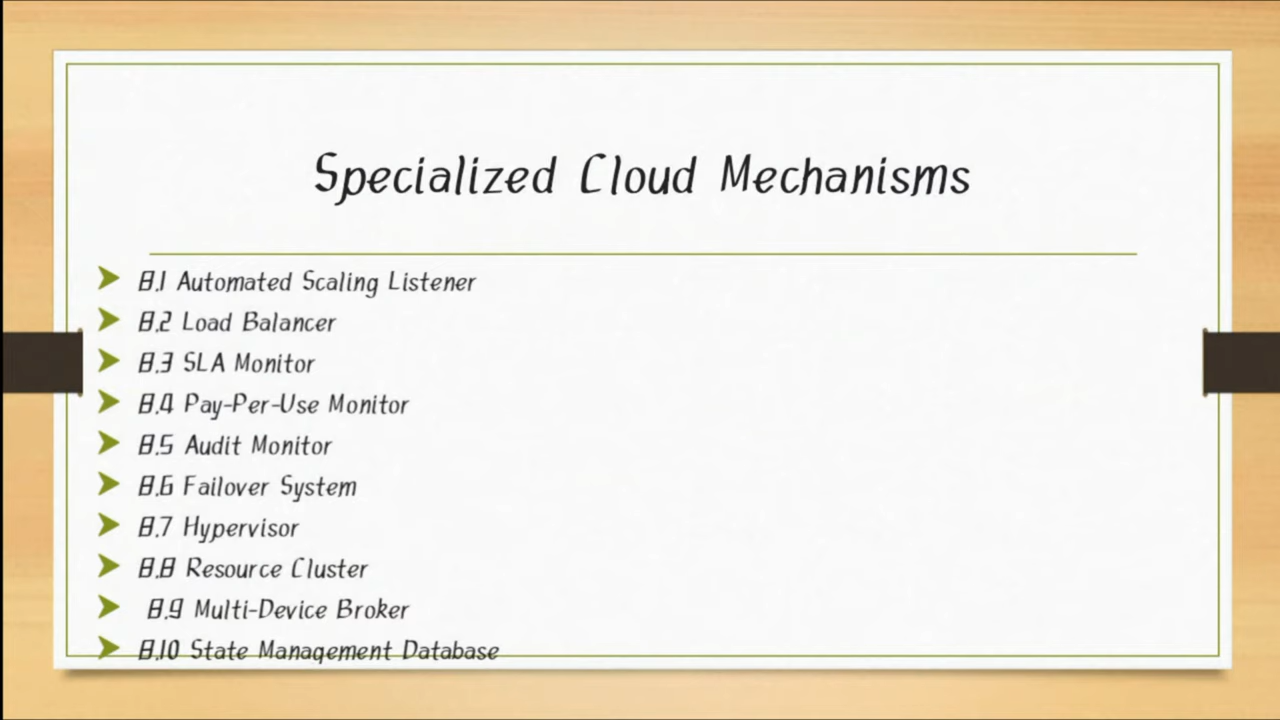 Specialized Cloud Mechanisms
8.1 Automated Scaling Listener
8.2 Load Balancer
8.3 SLA Monitor
8.4 Pay-Per-Use Monitor
8.5 Audit Monitor
8.6 Failover System
8.7 Hypervisor
8.8 Resource Cluster
8.9 Multi-Device Broker
8.10 State Management Database